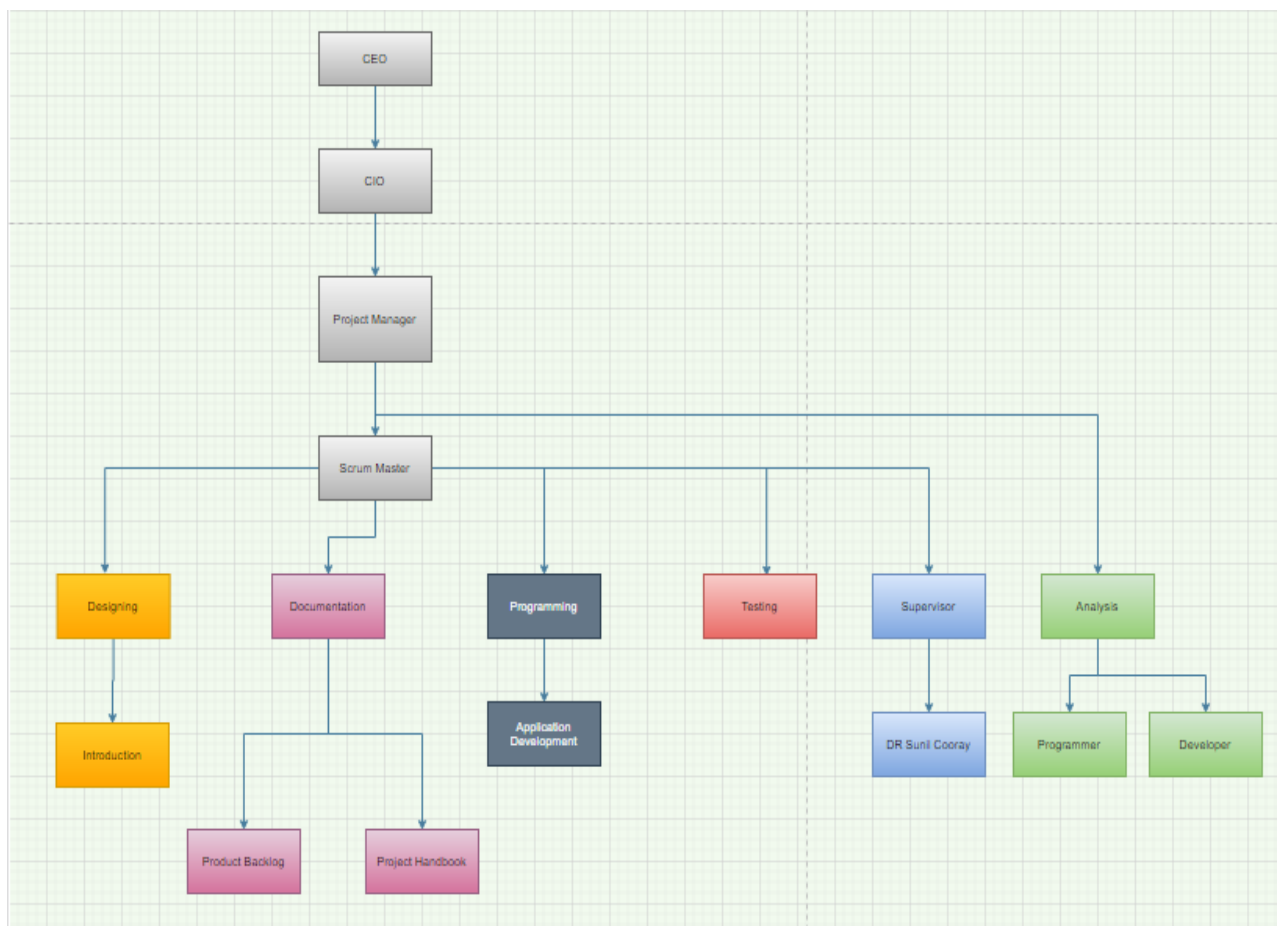 CEO
CIO
Project Manager
Scrum Master
Designing
Documentation
Programming
Testing
Supervisor
Analysis
Introduction
Application
Development
DR Sunil Cooray
Programmer
Developer
Product Backlog
Project Handbook